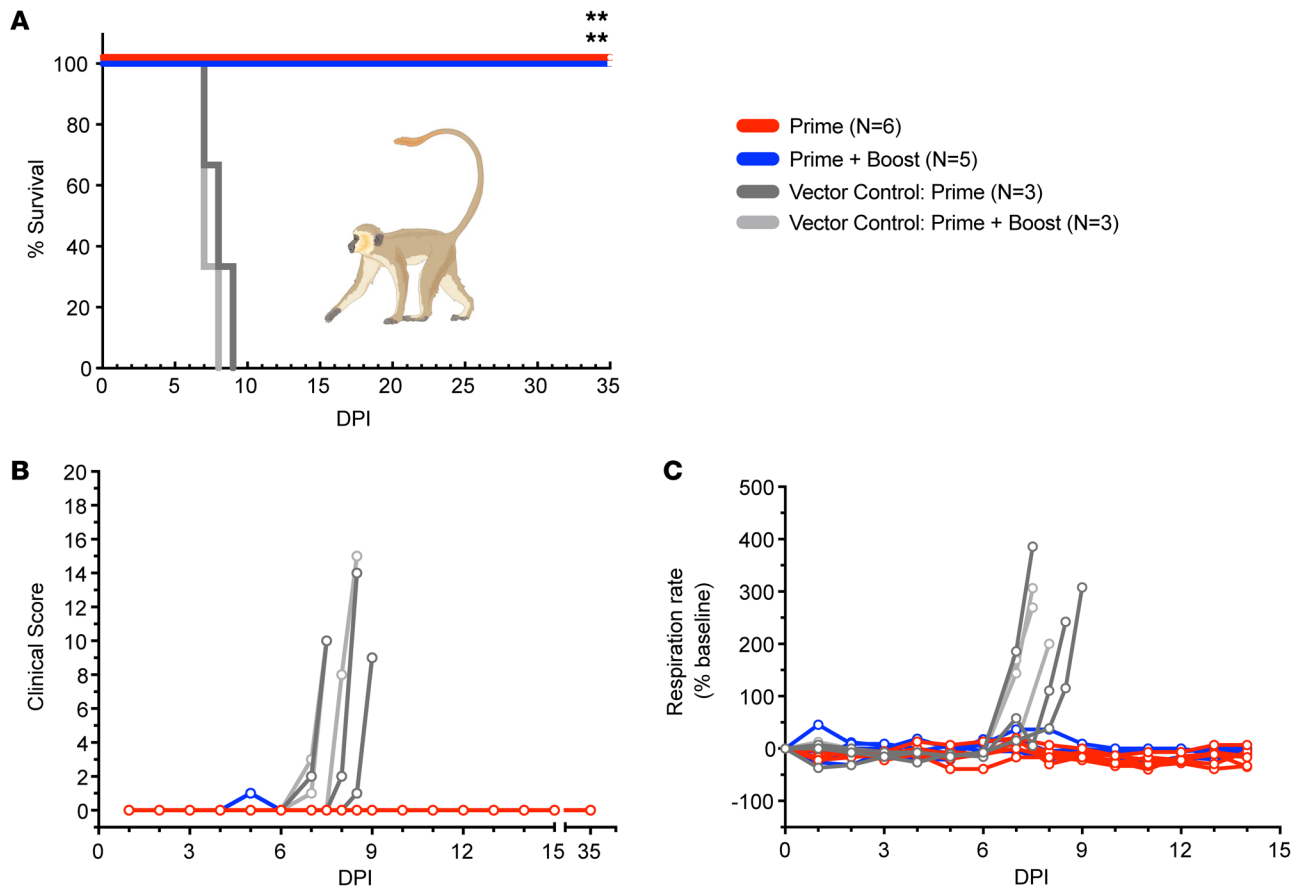 A
**
**
% Survival
100
80
60
40
20
0
0 5 10 15 20 25 30 35
DPI
Prime (N=6)
Prime + Boost (N=5)
Vector Control: Prime (N=3)
Vector Control: Prime + Boost (N=3)
B
Clinical Score
20
18
16
14
12
10
8
6
4
2
0
0 3 6 9 12 15 35
DPI
C
Respiration rate
(% baseline)
500
400
300
200
100
0
-100
0 3 6 9 12 15
DPI